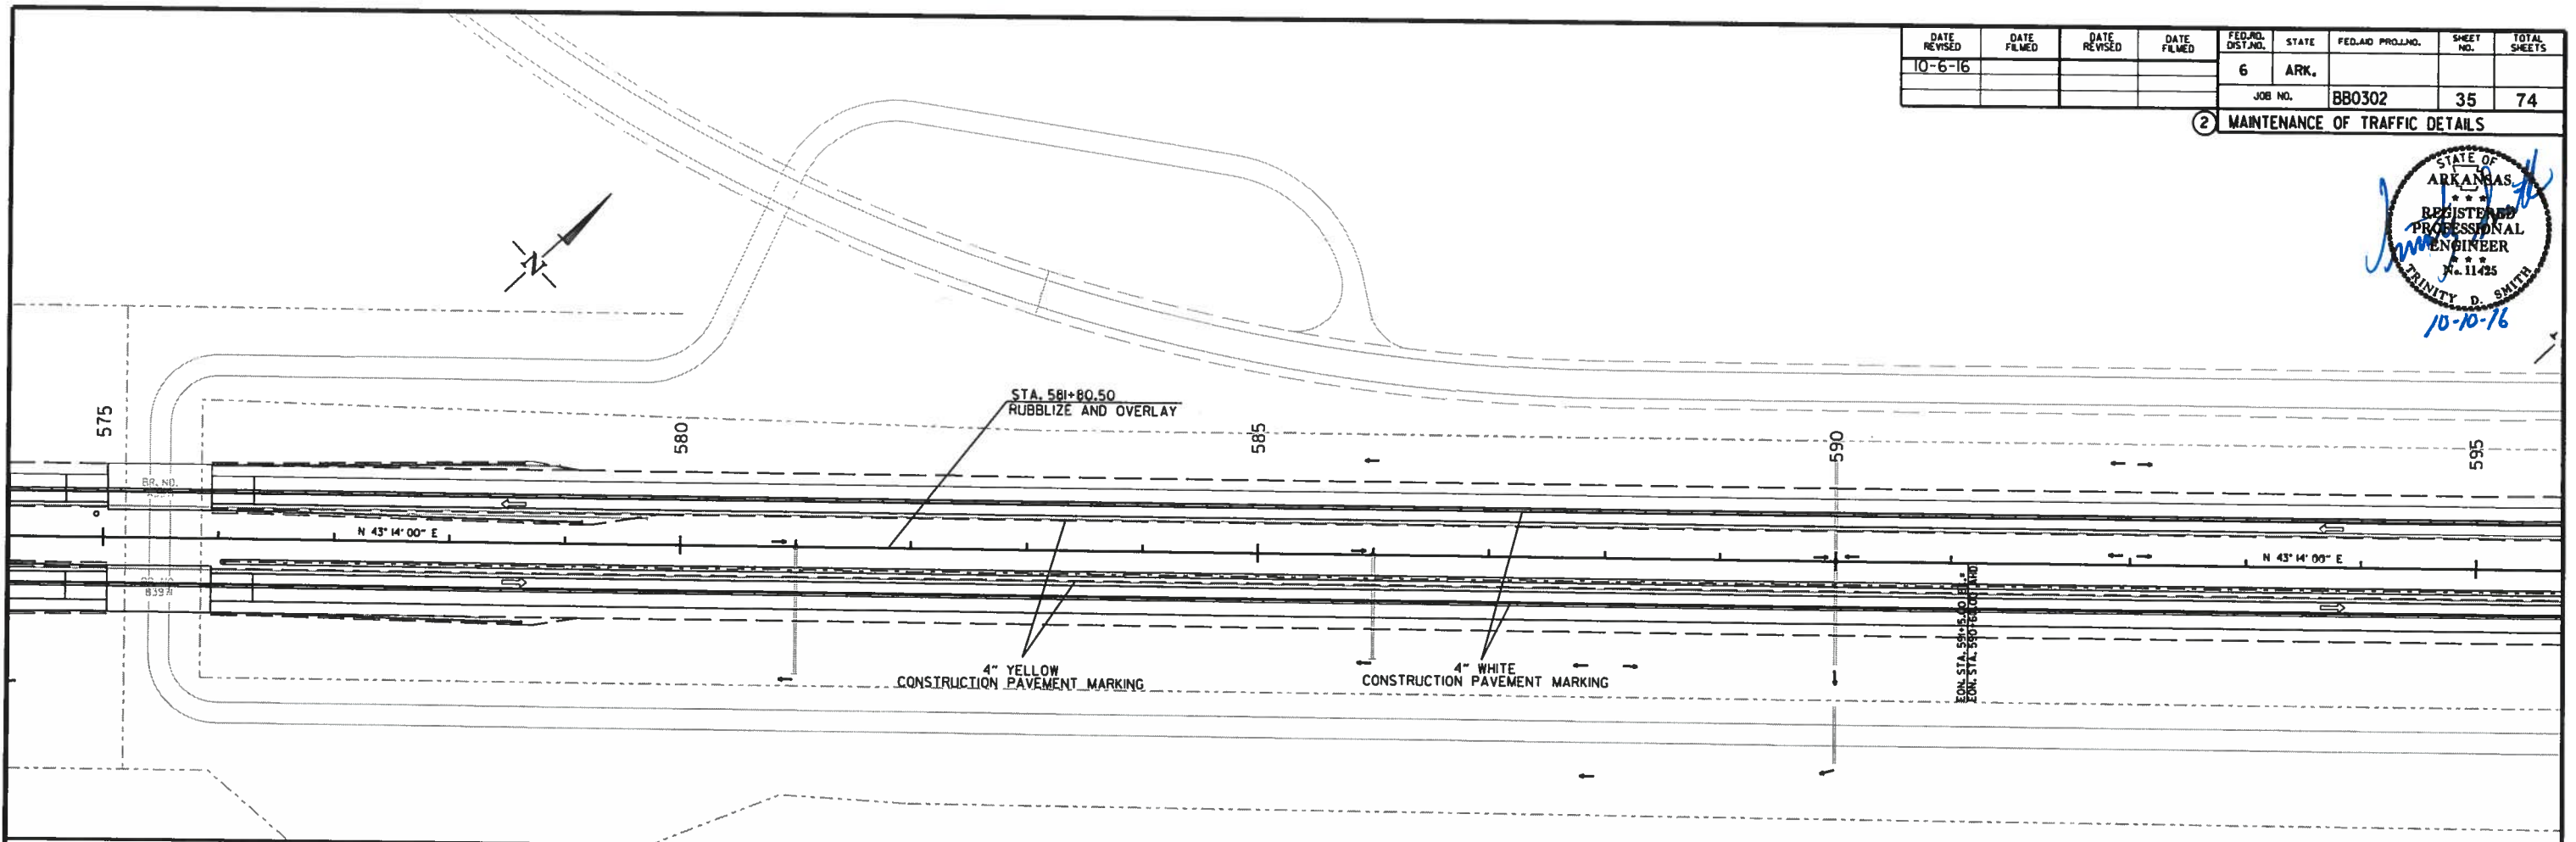 DATE REVISED
DATE FILMED
DATE REVISED
DATE FILMED
FED.RD. DIST.NO.
STATE
FED.AID PROJ.NO.
SHEET NO.
TOTAL SHEETS
10-6-16
6
ARK.
JOB NO.
BB0302
35
74
2 MAINTENANCE OF TRAFFIC DETAILS
STATE OF
ARKANSAS
REGISTERED
PROFESSIONAL
ENGINEER
No. 11425
TRINITY D. SMITH
10-10-16
N
STA. 581+80.50
RUBBLIZE AND OVERLAY
575
580
585
590
595
BR. NO.
N 43° 14' 00" E
N 43° 14' 00" E
4" YELLOW
CONSTRUCTION PAVEMENT MARKING
4" WHITE
CONSTRUCTION PAVEMENT MARKING